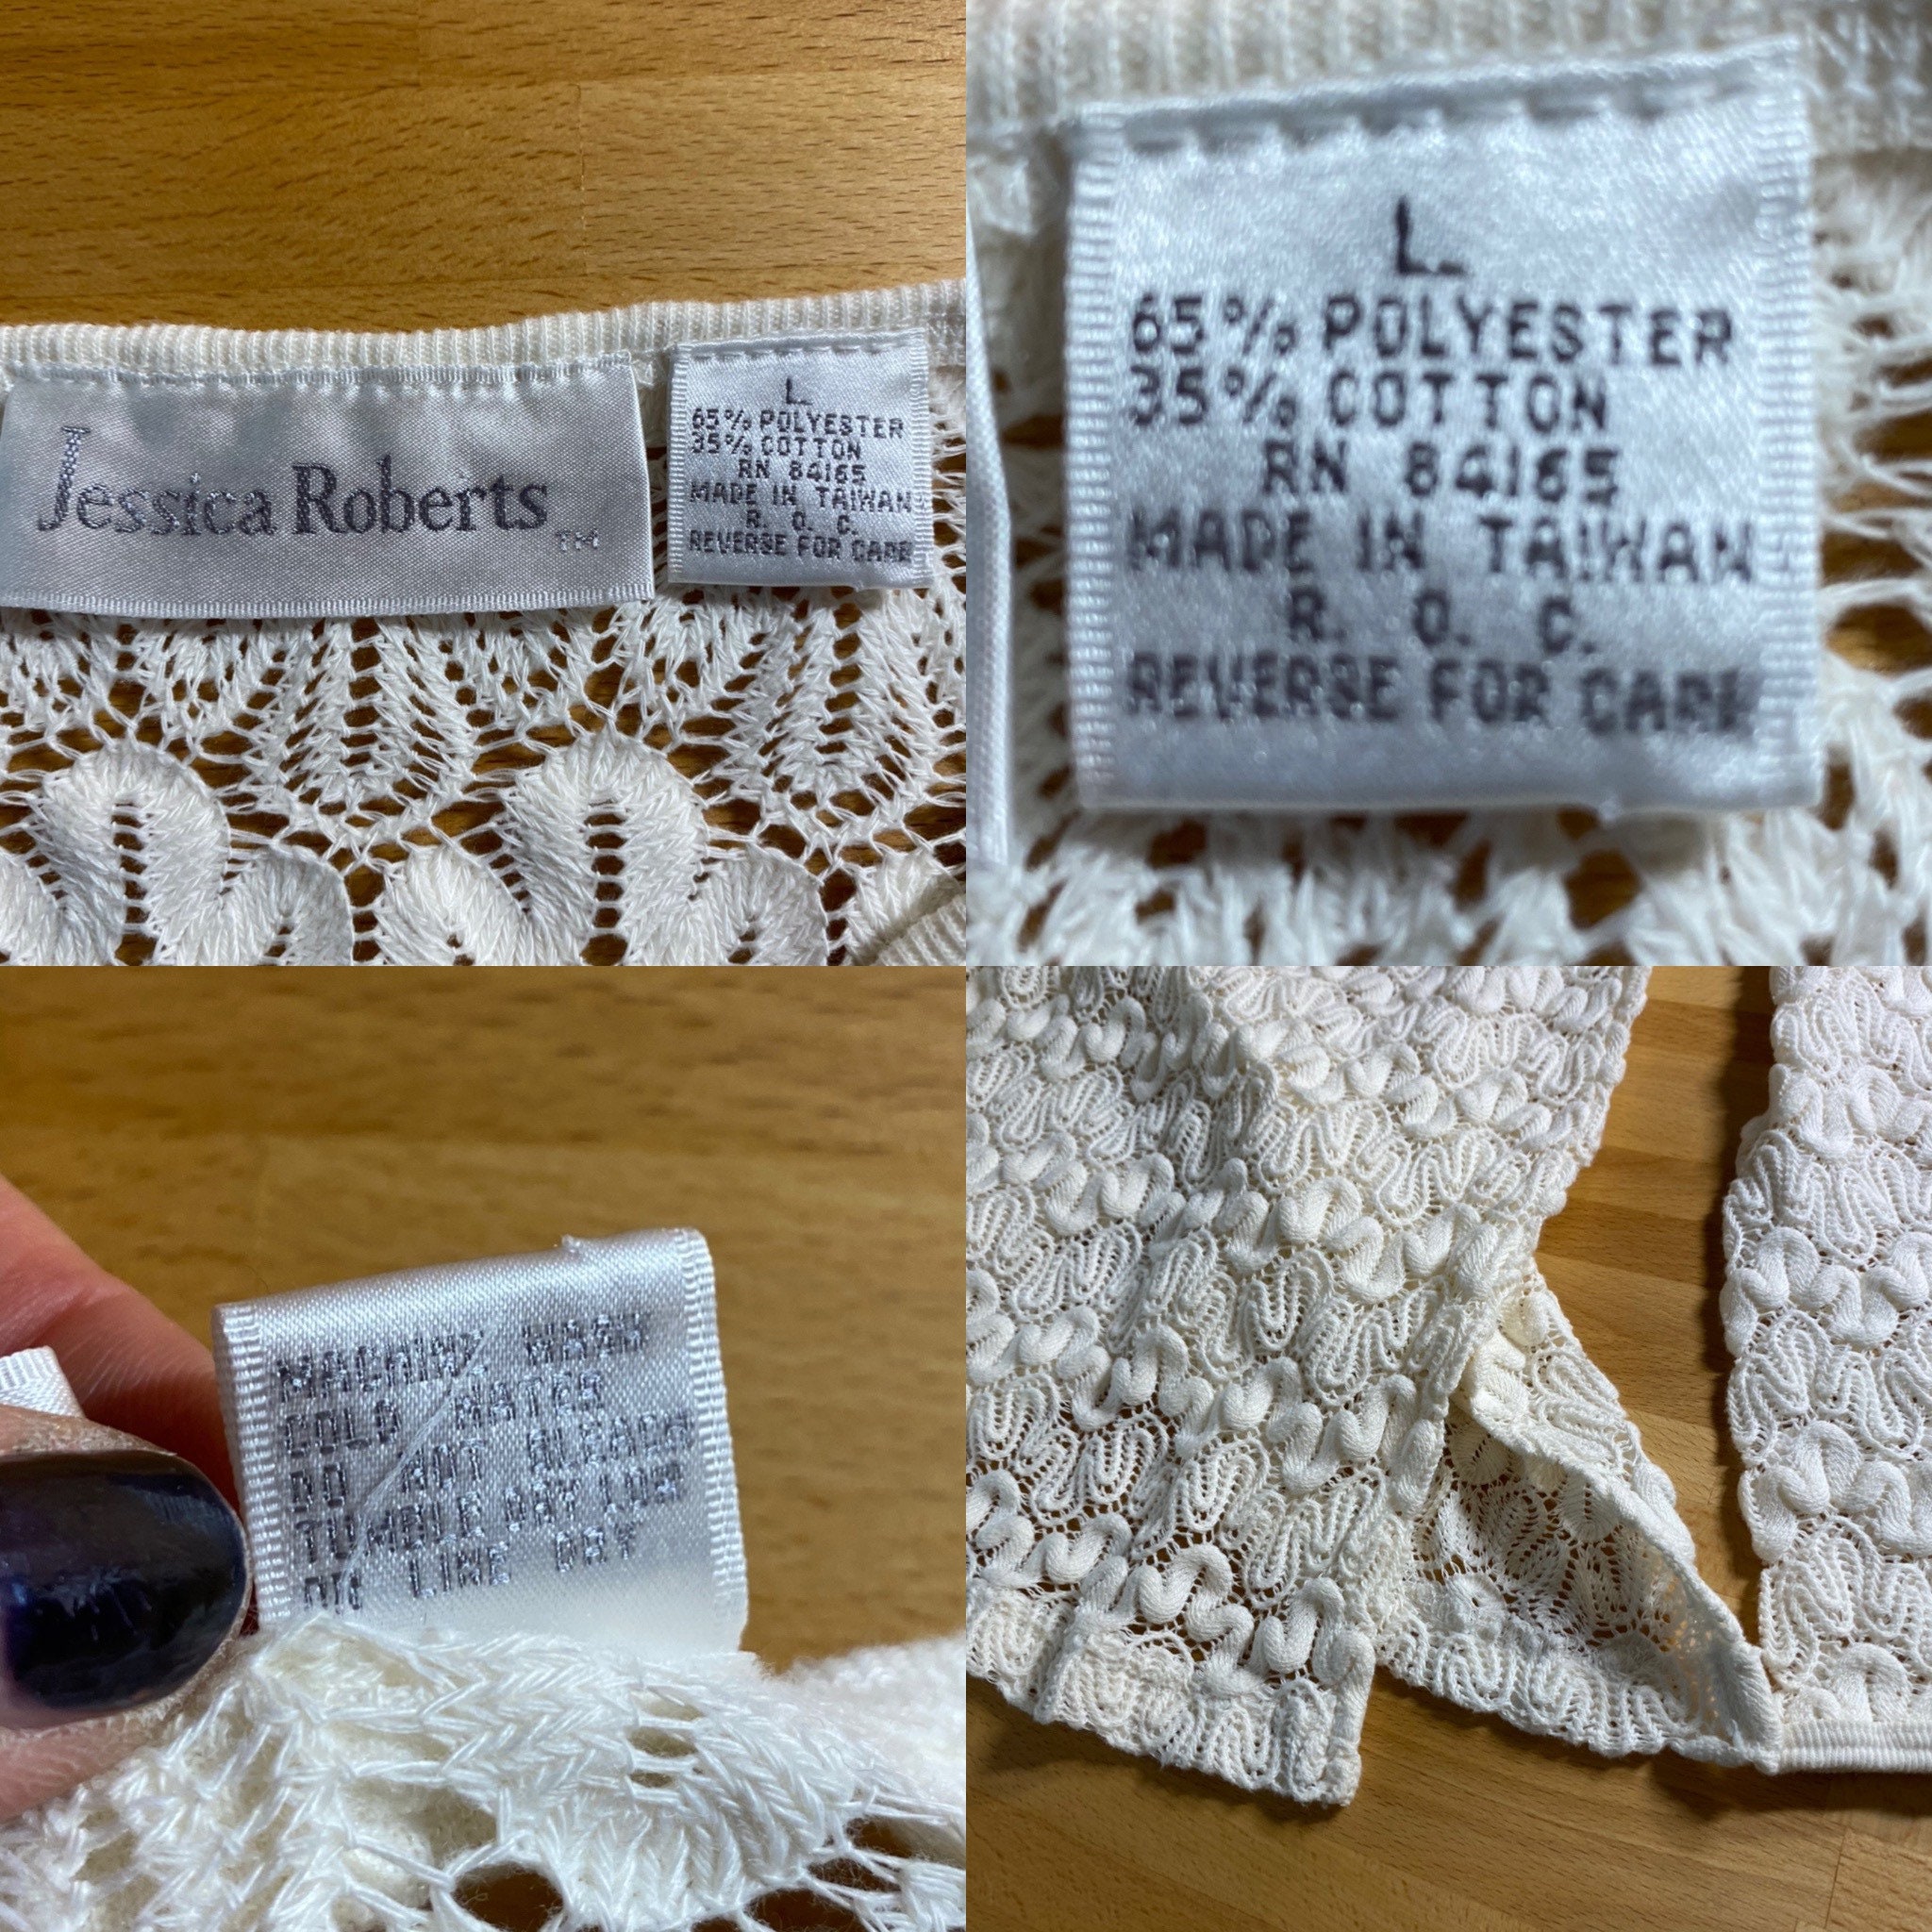 Jessica Roberts TM
L
65% POLYESTER
35% COTTON
RN 84165
MADE IN TAIWAN
R. O. C.
REVERSE FOR CARE
L
65% POLYESTER
35% COTTON
RN 84165
MADE IN TAIWAN
R. O. C.
REVERSE FOR CARE
MACHINE WASH
COLD WATER
DO NOT BLEACH
TUMBLE DRY LOW
OR LINE DRY